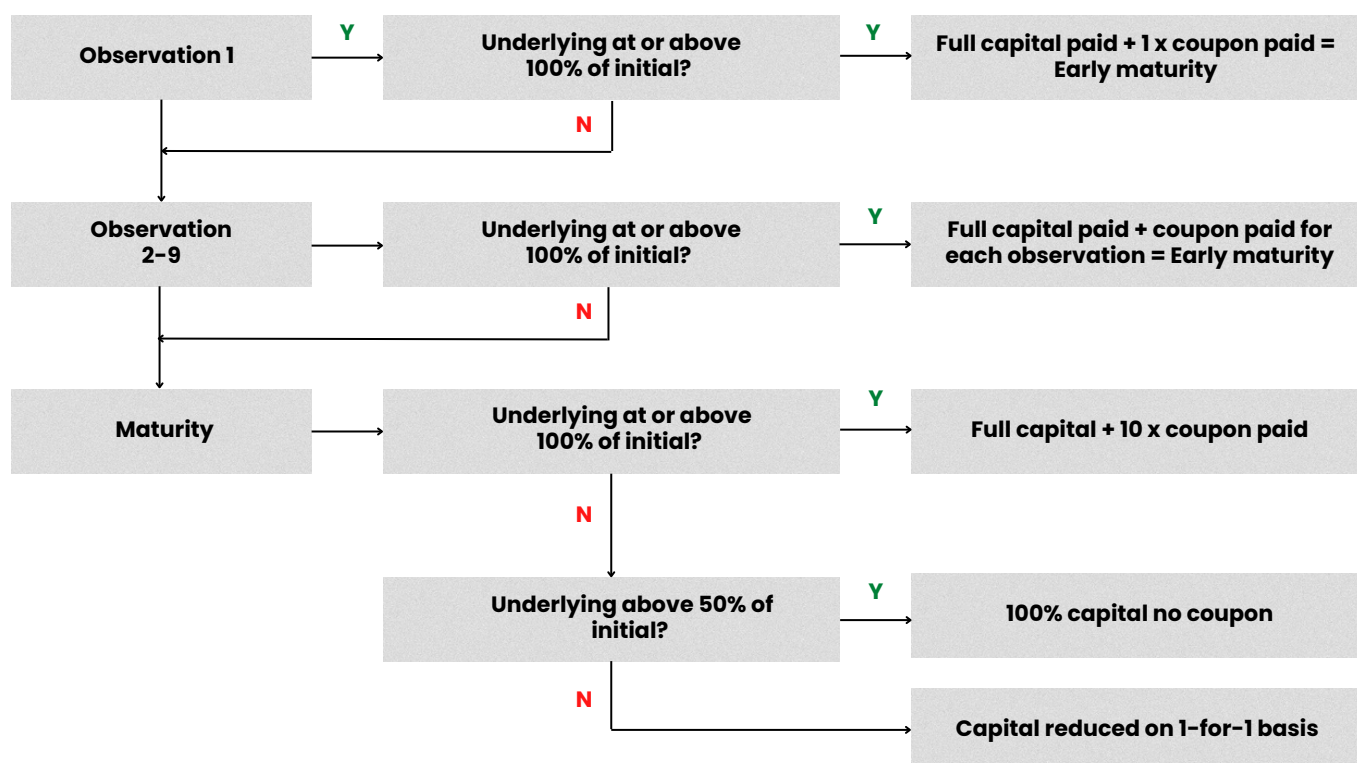 Observation 1
Y
Underlying at or above
100% of initial?
Y
Full capital paid + 1 x coupon paid =
Early maturity
N
Observation
2-9
Underlying at or above
100% of initial?
Y
Full capital paid + coupon paid for
each observation = Early maturity
N
Maturity
Underlying at or above
100% of initial?
Y
Full capital + 10 x coupon paid
N
Underlying above 50% of
initial?
Y
100% capital no coupon
N
Capital reduced on 1-for-1 basis